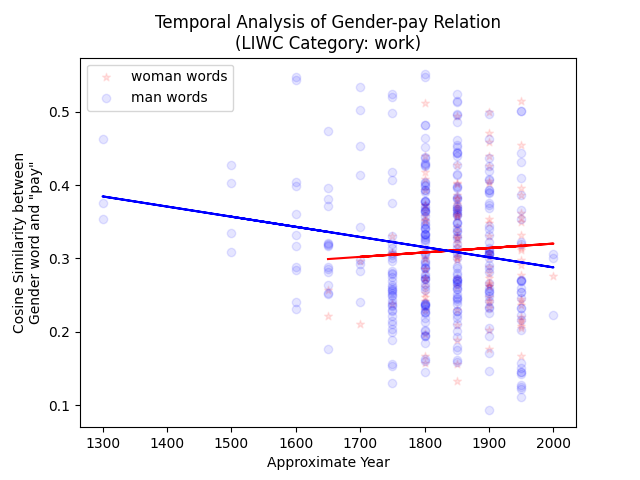 Temporal Analysis of Gender-pay Relation
(LIWC Category: work)
woman words
man words
0.5
0.4
0.3
0.2
0.1
Cosine Similarity between
Gender word and "pay"
1300 1400 1500 1600 1700 1800 1900 2000
Approximate Year